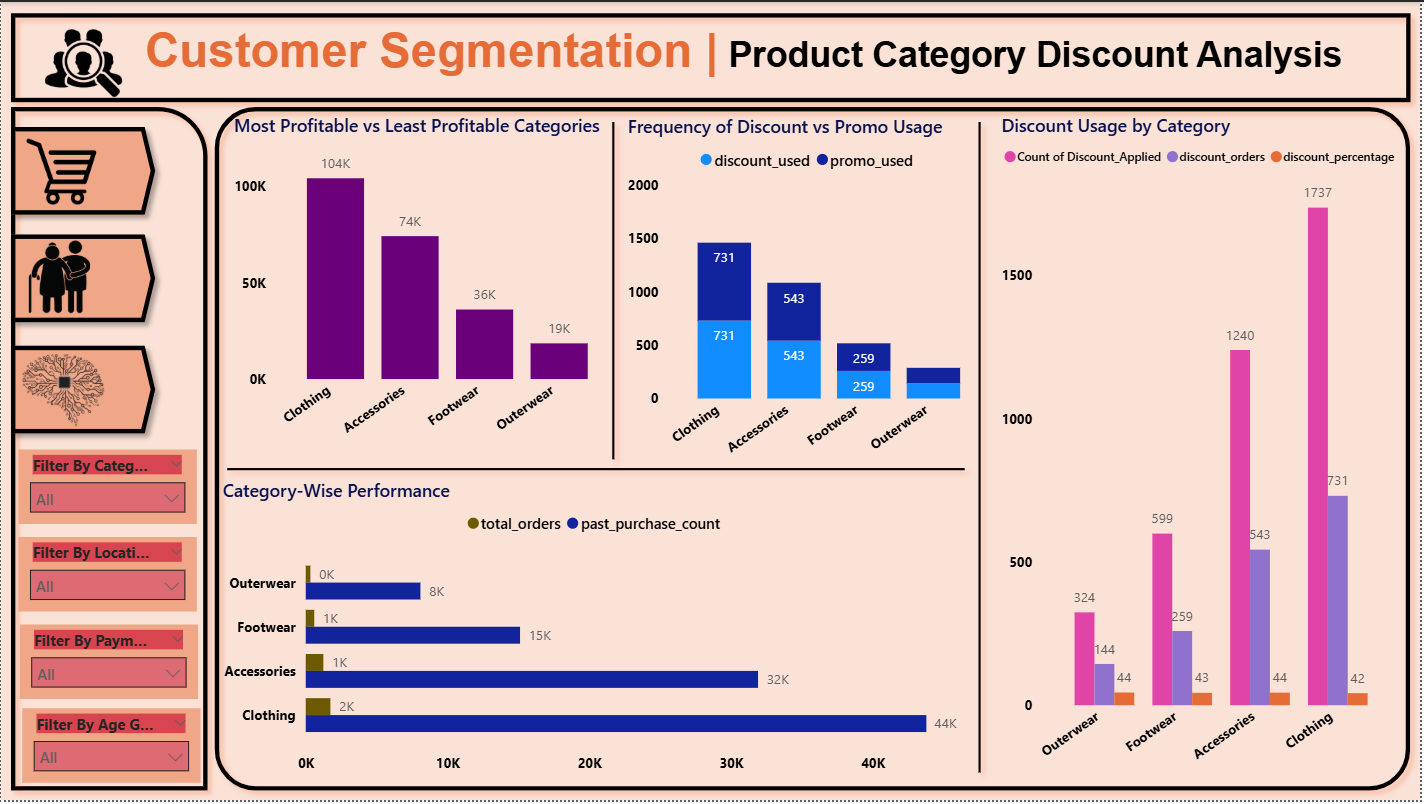 Customer Segmentation | Product Category Discount Analysis
Filter By Categ...
All
Filter By Locati...
All
Filter By Paym...
All
Filter By Age G...
All
Most Profitable vs Least Profitable Categories
100K
50K
0K
104K
74K
36K
19K
Clothing
Accessories
Footwear
Outerwear
Frequency of Discount vs Promo Usage
discount_used promo_used
2000
1500
1000
500
0
731
731
543
543
259
259
Clothing
Accessories
Footwear
Outerwear
Category-Wise Performance
total_orders past_purchase_count
Outerwear
0K
8K
Footwear
1K
15K
Accessories
1K
32K
Clothing
2K
44K
0K 10K 20K 30K 40K
Discount Usage by Category
Count of Discount_Applied discount_orders discount_percentage
1500
1000
500
0
324
144
44
599
259
43
1240
543
44
1737
731
42
Outerwear
Footwear
Accessories
Clothing